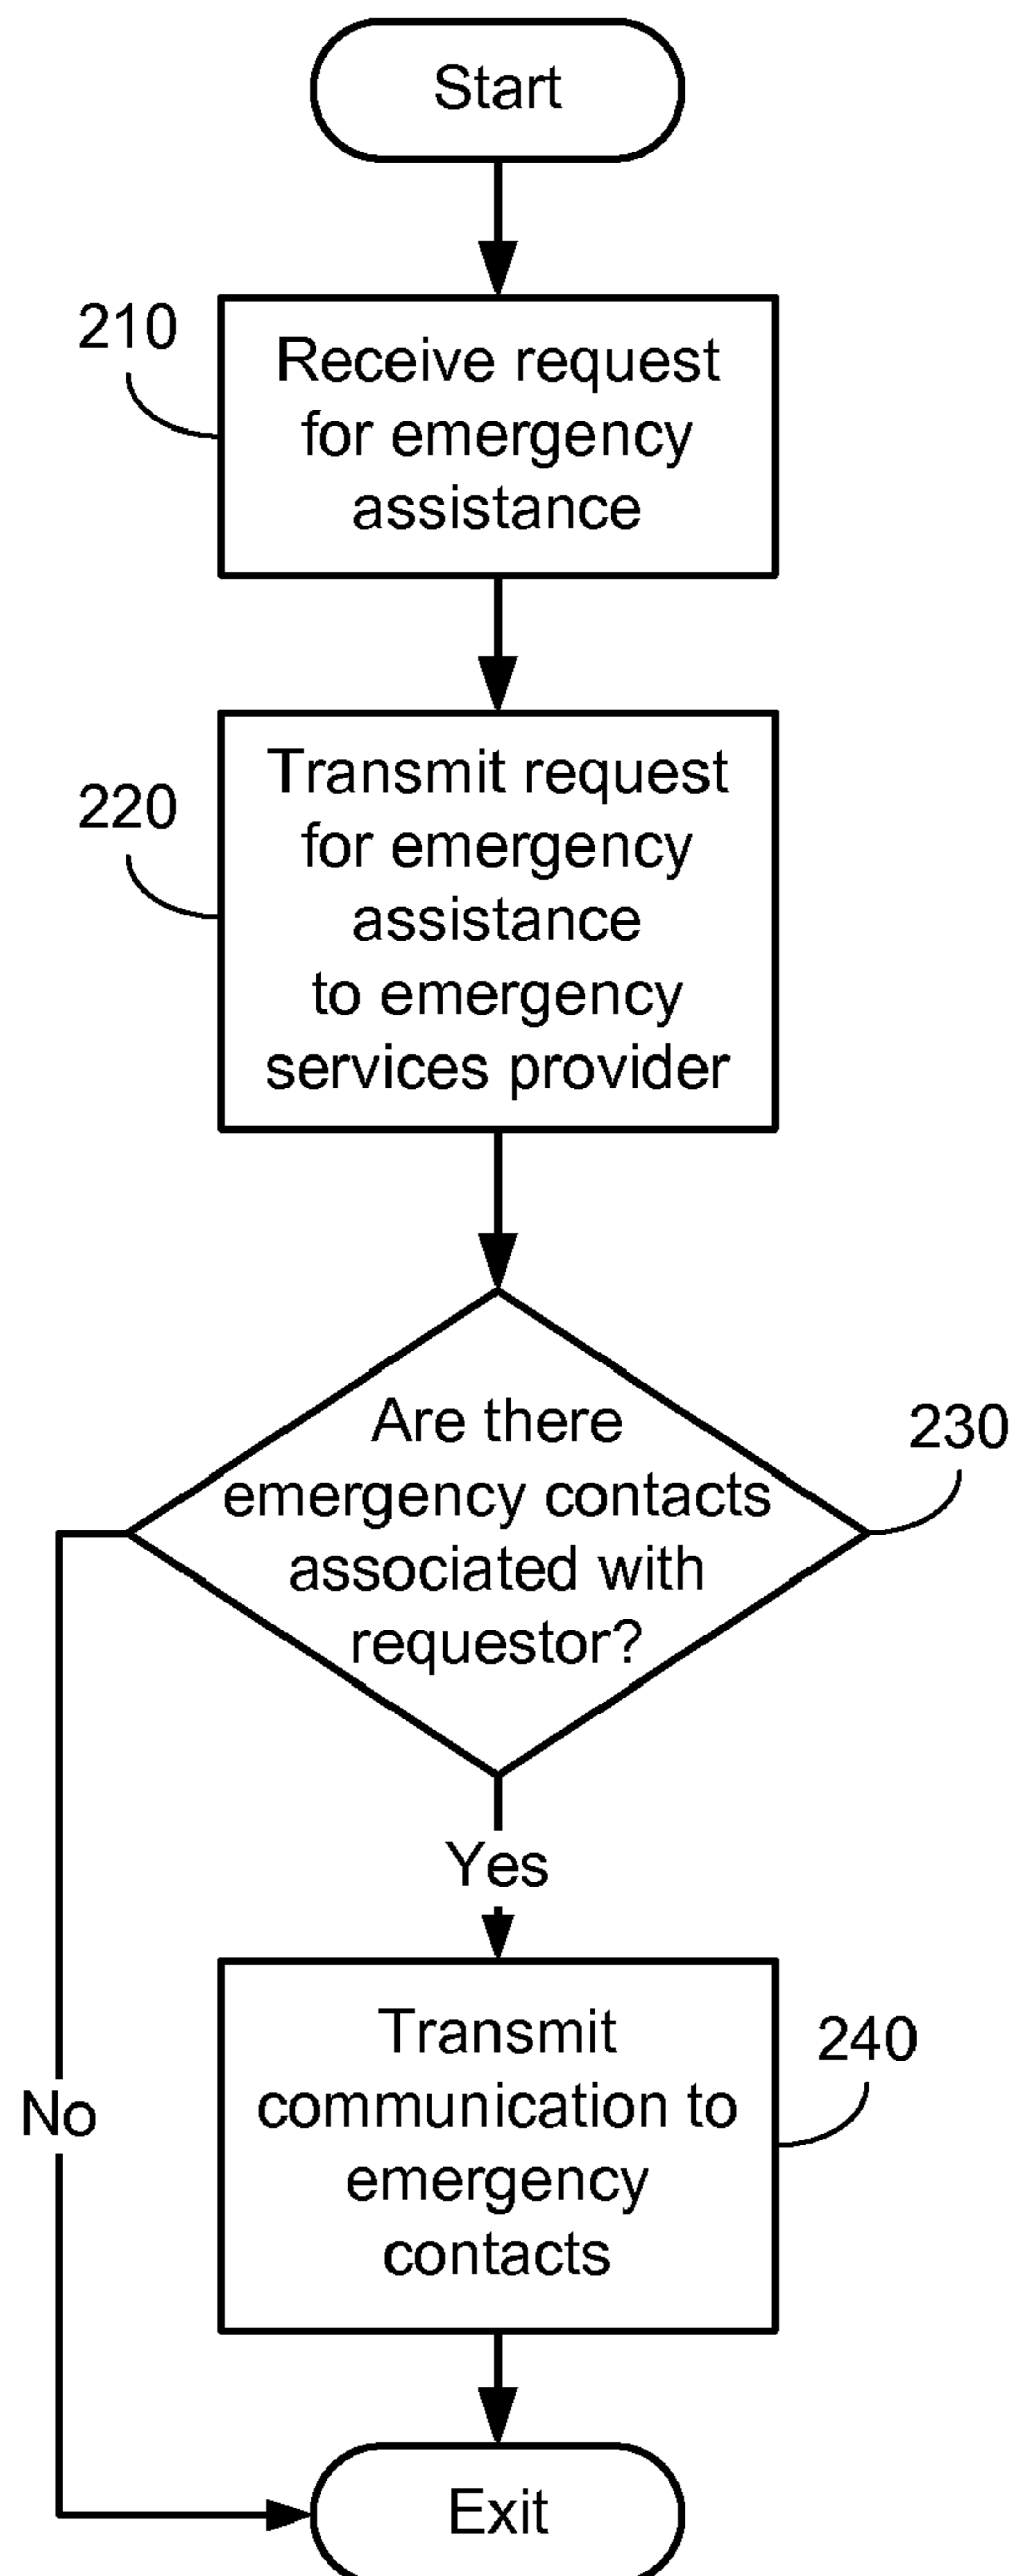 Start
210
Receive request
for emergency
assistance
220
Transmit request
for emergency
assistance
to emergency
services provider
230
Are there
emergency contacts
associated with
requestor?
Yes
No
240
Transmit
communication to
emergency
contacts
Exit